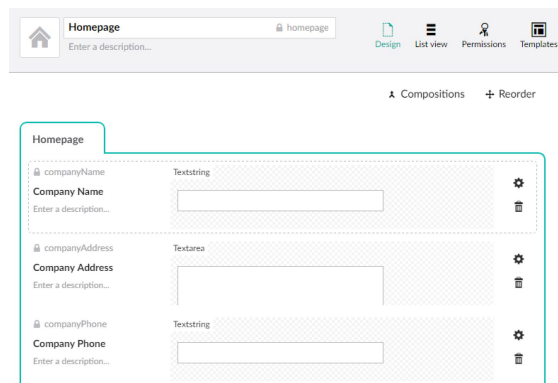 Homepage
homepage
Enter a description...
Design
List view
Permissions
Templates
Compositions
Reorder
Homepage
companyName
Textstring
Company Name
Enter a description...
companyAddress
Textarea
Company Address
Enter a description...
companyPhone
Textstring
Company Phone
Enter a description...